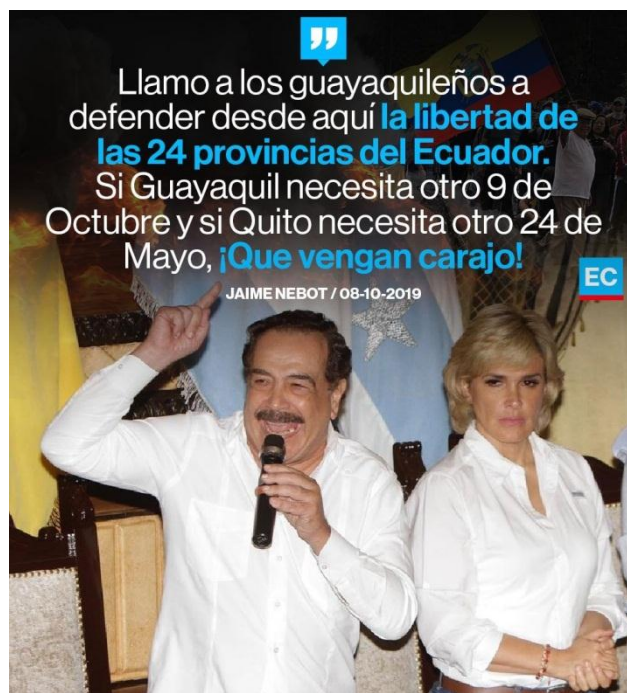 Llamo a los guayaquileños a
defender desde aquí la libertad de
las 24 provincias del Ecuador.
Si Guayaquil necesita otro 9 de
Octubre y si Quito necesita otro 24 de
Mayo, ¡Que vengan carajo!
EC
JAIME NEBOT / 08-10-2019